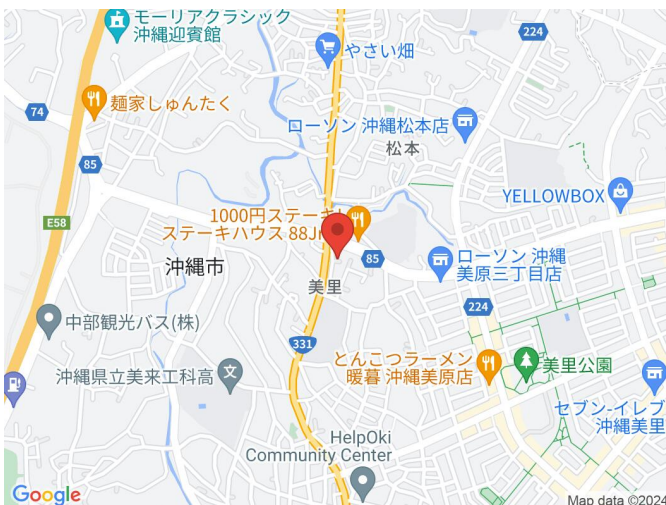 モーリアクラシック
沖縄迎賓館
224
やさい畑
麺家しゅんたく
74
ローソン 沖縄松本店
松本
85
YELLOWBOX
E58
1000円ステーキ
ステーキハウス 88Jr
沖縄市
85
ローソン 沖縄
美原三丁目店
美里
224
中部観光バス(株)
331
とんこつラーメン
暖暮 沖縄美原店
美里公園
沖縄県立美来工科高
セブン-イレブ
沖縄美里
HelpOki
Community Center
Google
Map data ©2024